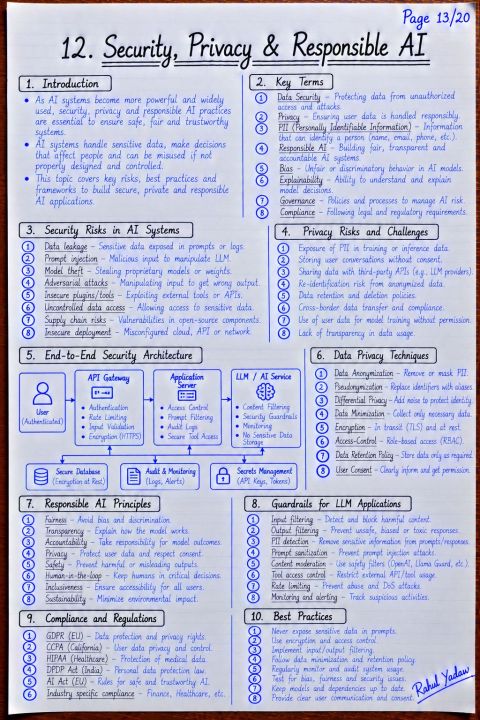 Page 13/20
12. Security, Privacy & Responsible AI
1. Introduction
• As AI systems become more powerful and widely
used, security, privacy and responsible AI practices
are essential to ensure safe, fair and trustworthy
systems.
• AI systems handle sensitive data, make decisions
that affect people and can be misused if not
properly designed and controlled.
• This topic covers key risks, best practices and
frameworks to build secure, private and responsible
AI applications.
2. Key Terms
1 Data Security – Protecting data from unauthorized
access and attacks.
2 Privacy – Ensuring user data is handled responsibly.
3 PII (Personally Identifiable Information) – Information
that can identify a person (name, email, phone, etc.).
4 Responsible AI – Building fair, transparent and
accountable AI systems.
5 Bias – Unfair or discriminatory behavior in AI models.
6 Explainability – Ability to understand and explain
model decisions.
7 Governance – Policies and processes to manage AI risk.
8 Compliance – Following legal and regulatory requirements.
3. Security Risks in AI Systems
1 Data leakage – Sensitive data exposed in prompts or logs.
2 Prompt injection – Malicious input to manipulate LLM.
3 Model theft – Stealing proprietary models or weights.
4 Adversarial attacks – Manipulating input to get wrong output.
5 Insecure plugins/tools – Exploiting external tools or APIs.
6 Uncontrolled data access – Allowing access to sensitive data.
7 Supply chain risks – Vulnerabilities in open-source components.
8 Insecure deployment – Misconfigured cloud, API or network.
4. Privacy Risks and Challenges
1 Exposure of PII in training or inference data.
2 Storing user conversations without consent.
3 Sharing data with third-party APIs (e.g., LLM providers).
4 Re-identification risk from anonymized data.
5 Data retention and deletion policies.
6 Cross-border data transfer and compliance.
7 Use of user data for model training without permission.
8 Lack of transparency in data usage.
5. End-to-End Security Architecture
User
(Authenticated)
API Gateway
• Authentication
• Rate Limiting
• Input Validation
• Encryption (HTTPS)
Application
Server
• Access Control
• Prompt Filtering
• Audit Logs
• Secure Tool Access
LLM / AI Service
• Content Filtering
• Security Guardrails
• Monitoring
• No Sensitive Data
Storage
Secure Database
(Encryption at Rest)
Audit & Monitoring
(Logs, Alerts)
Secrets Management
(API Keys, Tokens)
6. Data Privacy Techniques
1 Data Anonymization – Remove or mask PII.
2 Pseudonymization – Replace identifiers with aliases.
3 Differential Privacy – Add noise to protect identity.
4 Data Minimization – Collect only necessary data.
5 Encryption – In transit (TLS) and at rest.
6 Access-Control – Role-based access (RBAC).
7 Data Retention Policy – Store data only as required.
8 User Consent – Clearly inform and get permission.
7. Responsible AI Principles
1 Fairness – Avoid bias and discrimination.
2 Transparency – Explain how the model works.
3 Accountability – Take responsibility for model outcomes.
4 Privacy – Protect user data and respect consent.
5 Safety – Prevent harmful or misleading outputs.
6 Human-in-the-loop – Keep humans in critical decisions.
7 Inclusiveness – Ensure accessibility for all users.
8 Sustainability – Minimize environmental impact.
8. Guardrails for LLM Applications
1 Input filtering – Detect and block harmful content.
2 Output filtering – Prevent unsafe, biased or toxic responses.
3 PII detection – Remove sensitive information from prompts/responses.
4 Prompt sanitization – Prevent prompt injection attacks.
5 Content moderation – Use safety filters (OpenAI, Llama Guard, etc.).
6 Tool access control – Restrict external API/tool usage.
7 Rate limiting – Prevent abuse and DoS attacks.
8 Monitoring and alerting – Track suspicious activities.
9. Compliance and Regulations
1 GDPR (EU) – Data protection and privacy rights.
2 CCPA (California) – User data privacy and control.
3 HIPAA (Healthcare) – Protection of medical data.
4 DPDP Act (India) – Personal data protection law.
5 AI Act (EU) – Rules for safe and trustworthy AI.
6 Industry specific compliance – Finance, Healthcare, etc.
10. Best Practices
1 Never expose sensitive data in prompts.
2 Use encryption and access control.
3 Implement input/output filtering.
4 Follow data minimization and retention policy.
5 Regularly monitor and audit system usage.
6 Test for bias, fairness and security issues.
7 Keep models and dependencies up to date.
8 Provide clear user communication and consent.
Rahul Yadav